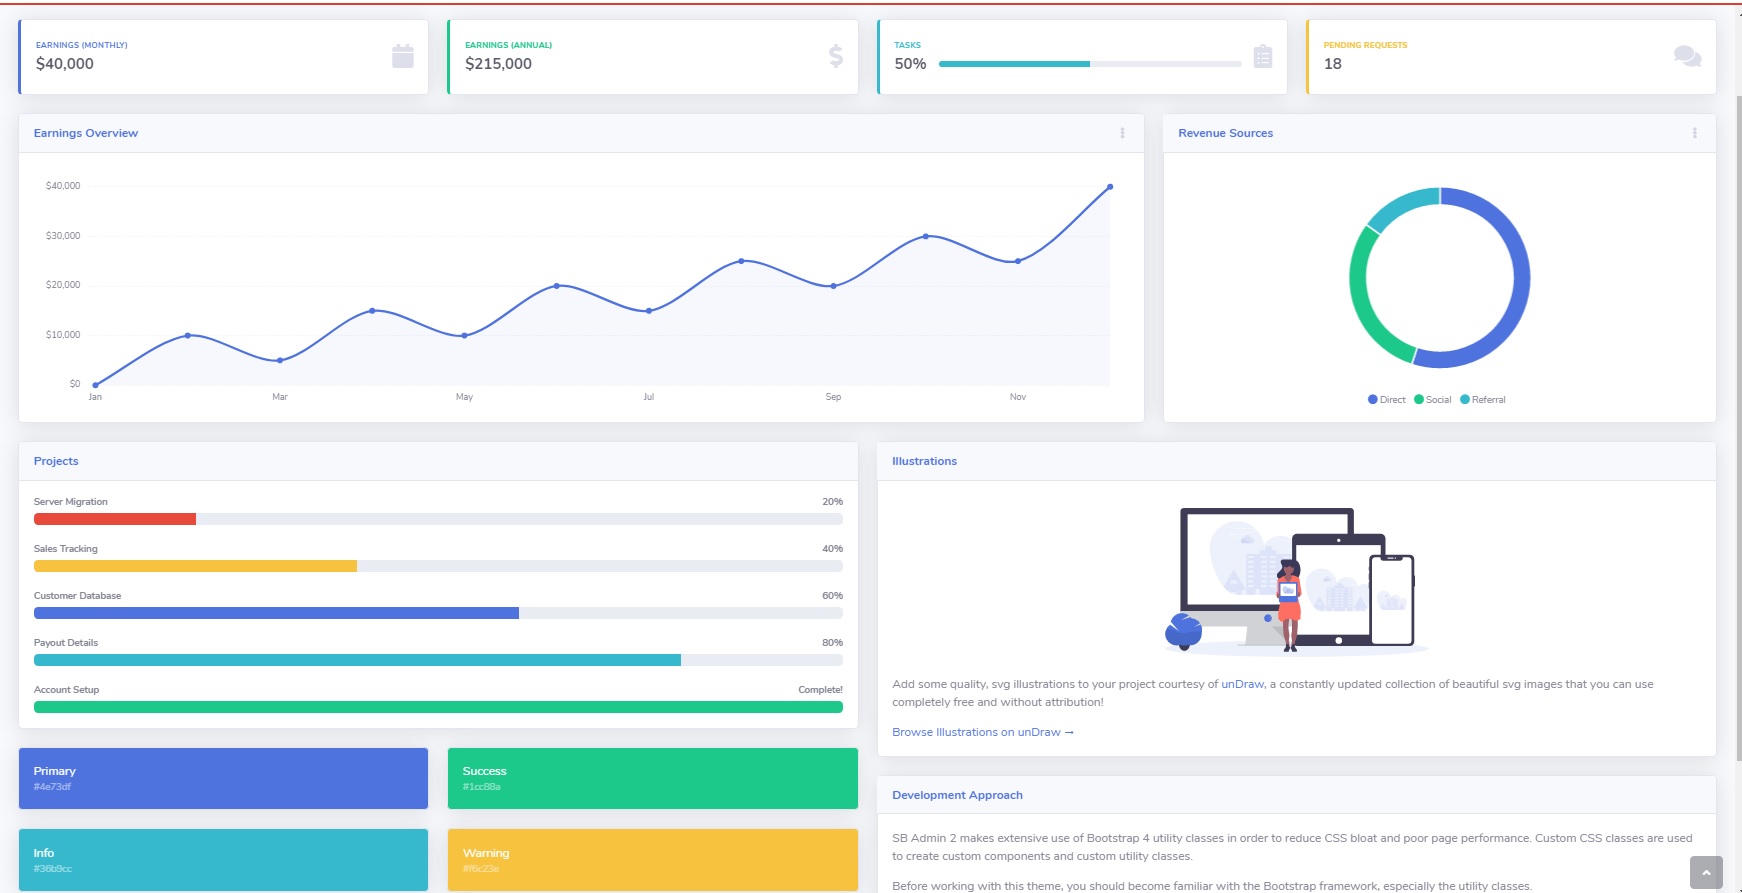 EARNINGS (MONTHLY)
$40,000
EARNINGS (ANNUAL)
$215,000
TASKS
50%
PENDING REQUESTS
18
Earnings Overview
$40,000
$30,000
$20,000
$10,000
$0
Jan Mar May Jul Sep Nov
Revenue Sources
Direct Social Referral
Projects
Server Migration 20%
Sales Tracking 40%
Customer Database 60%
Payout Details 80%
Account Setup Complete!
Illustrations
Add some quality, svg illustrations to your project courtesy of unDraw, a constantly updated collection of beautiful svg images that you can use
completely free and without attribution!
Browse Illustrations on unDraw →
Primary
#4e73df
Success
#1cc88a
Info
#36b9cc
Warning
#f6c23e
Development Approach
SB Admin 2 makes extensive use of Bootstrap 4 utility classes in order to reduce CSS bloat and poor page performance. Custom CSS classes are used
to create custom components and custom utility classes.
Before working with this theme, you should become familiar with the Bootstrap framework, especially the utility classes.